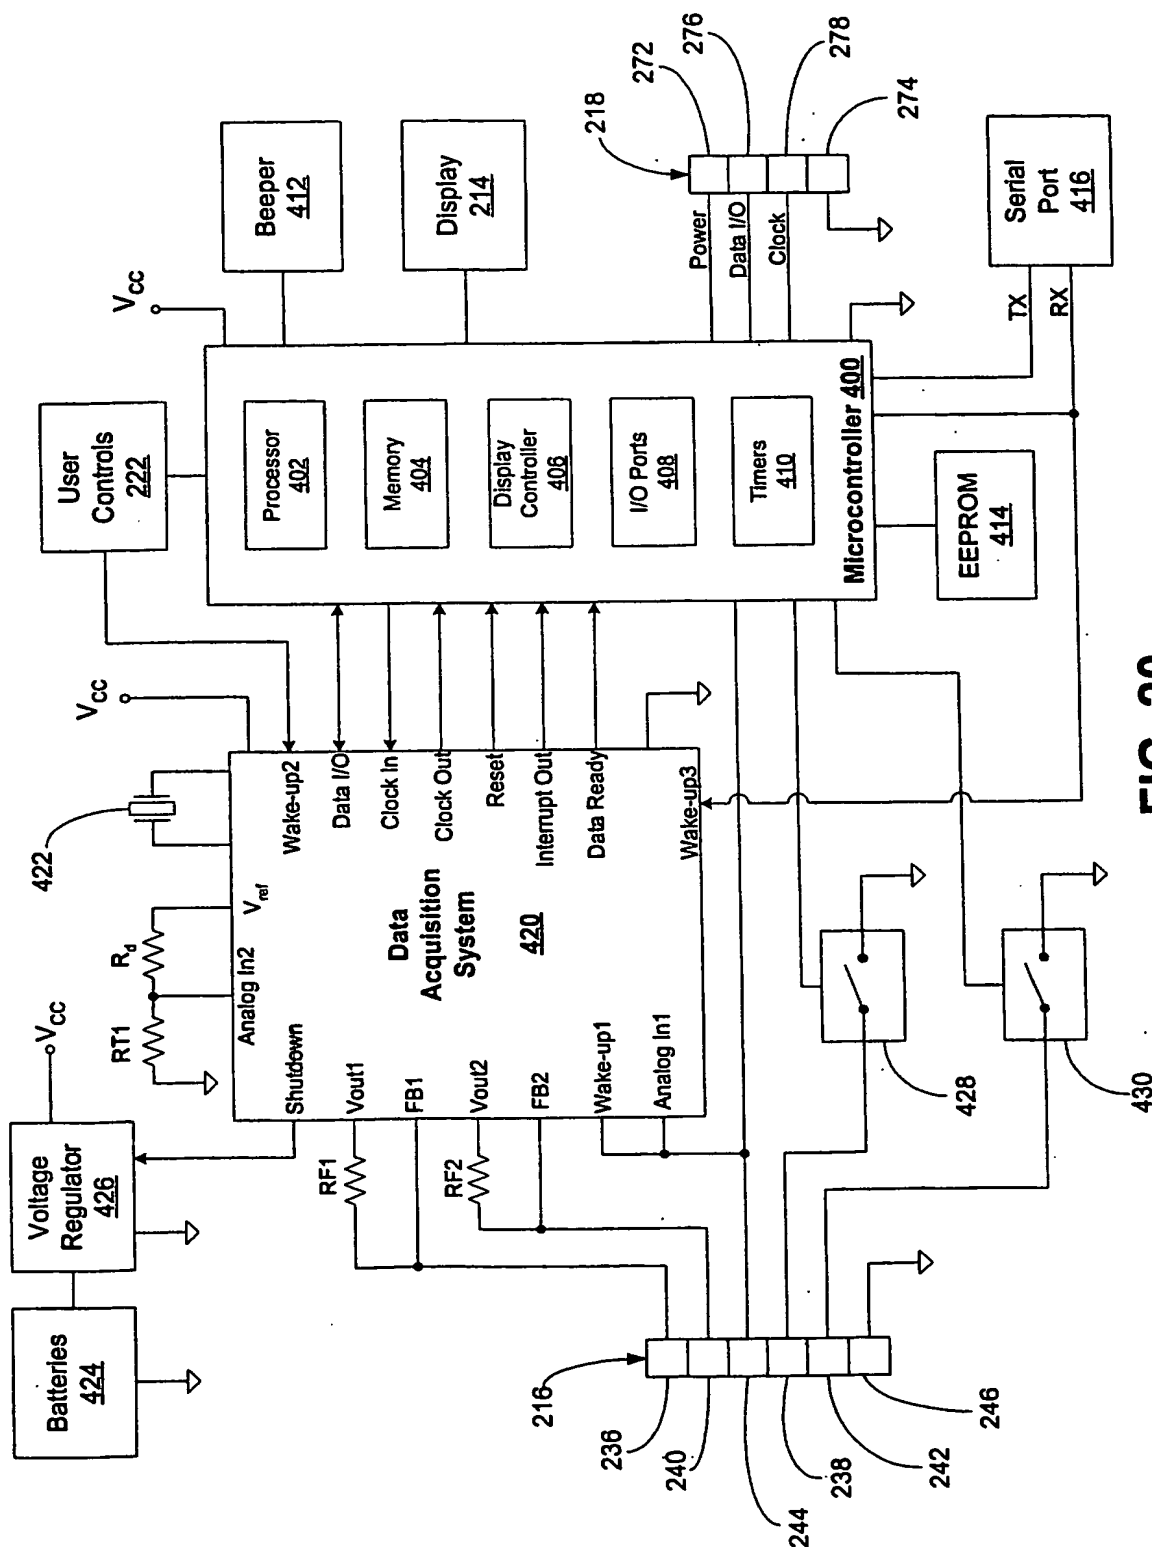 Batteries
424
Voltage
Regulator
426
VCC
RT1
Rd
422
VCC
User
Controls
222
VCC
Beeper
412
Display
214
Shutdown
Analog In2
Vref
Wake-up2
Vout1
FB1
Vout2
FB2
Wake-up1
Analog In1
RF1
RF2
Data
Acquisition
System
420
Data I/O
Clock In
Clock Out
Reset
Interrupt Out
Data Ready
Wake-up3
Processor
402
Memory
404
Display
Controller
406
I/O Ports
408
Timers
410
Microcontroller 400
216
236
240
244
238
242
246
218
272
276
278
274
Power
Data I/O
Clock
428
430
EEPROM
414
TX
RX
Serial
Port
416